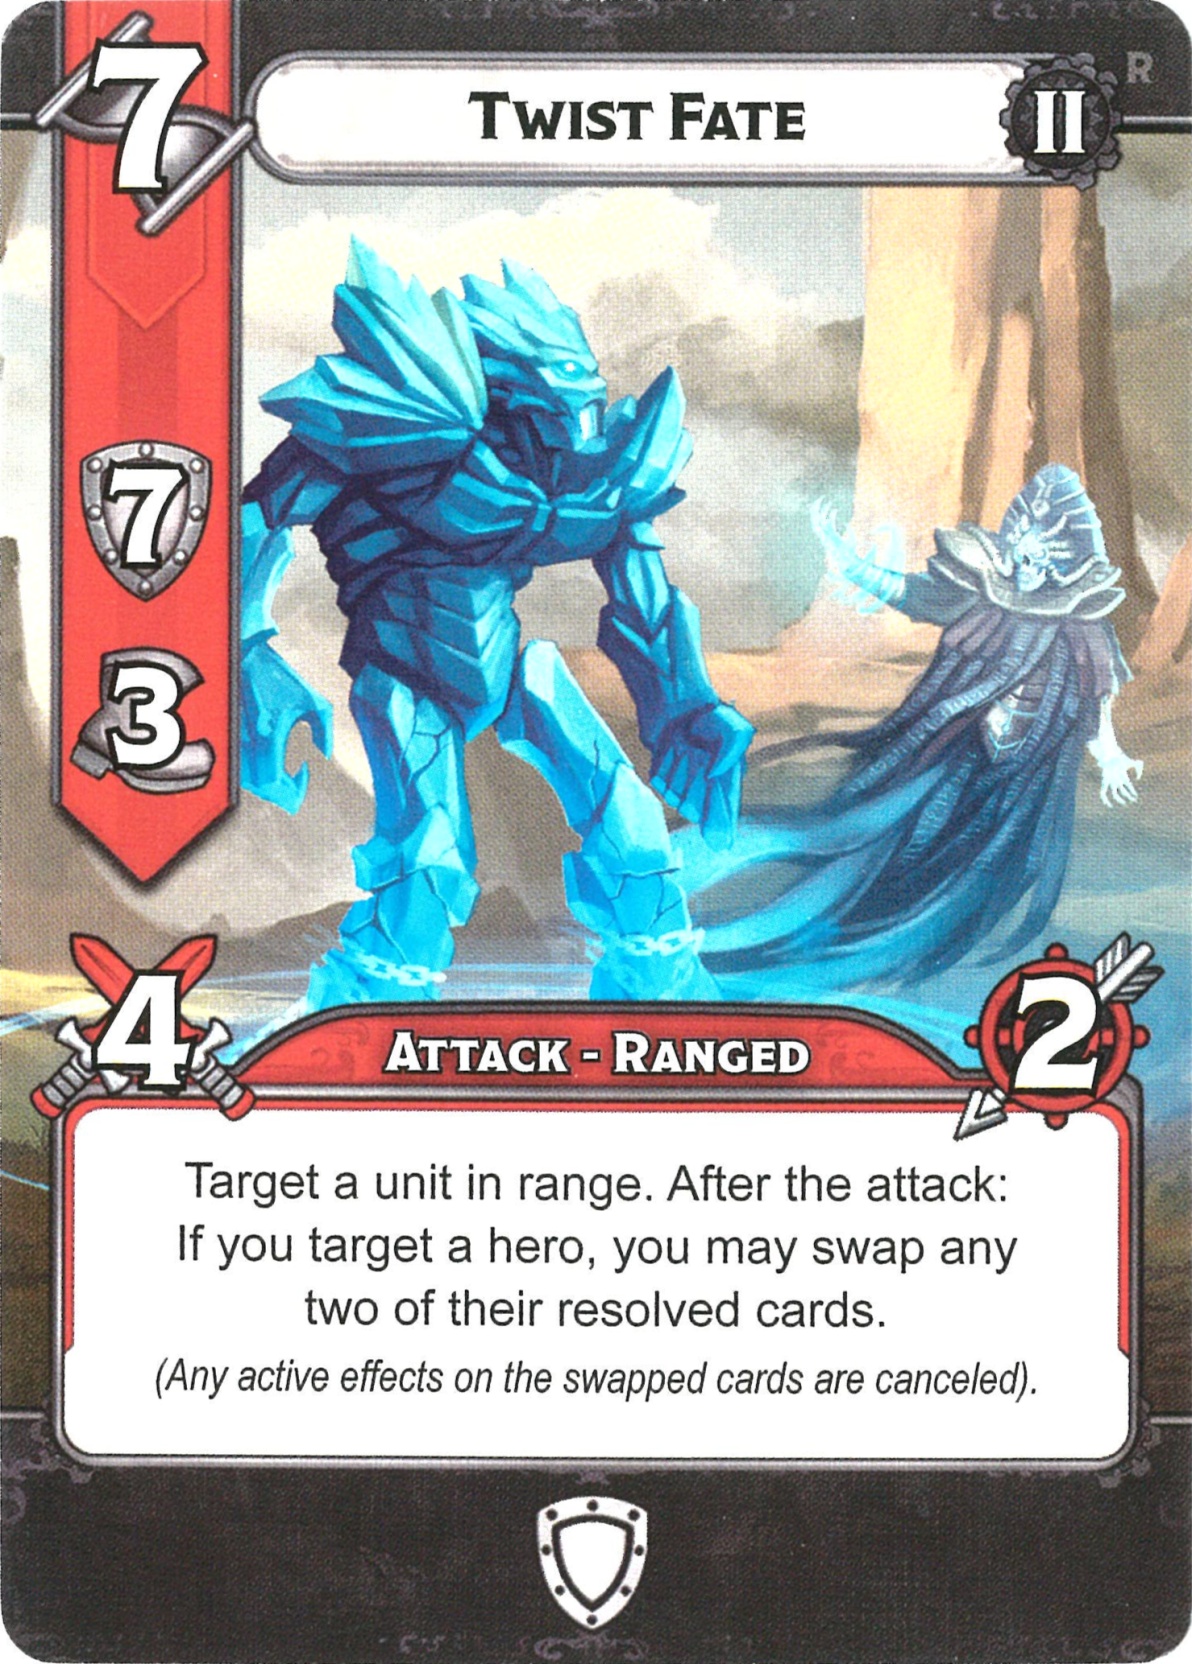 7
TWIST FATE
II
R
7
3
4
ATTACK - RANGED
2
Target a unit in range. After the attack:
If you target a hero, you may swap any
two of their resolved cards.
(Any active effects on the swapped cards are canceled).